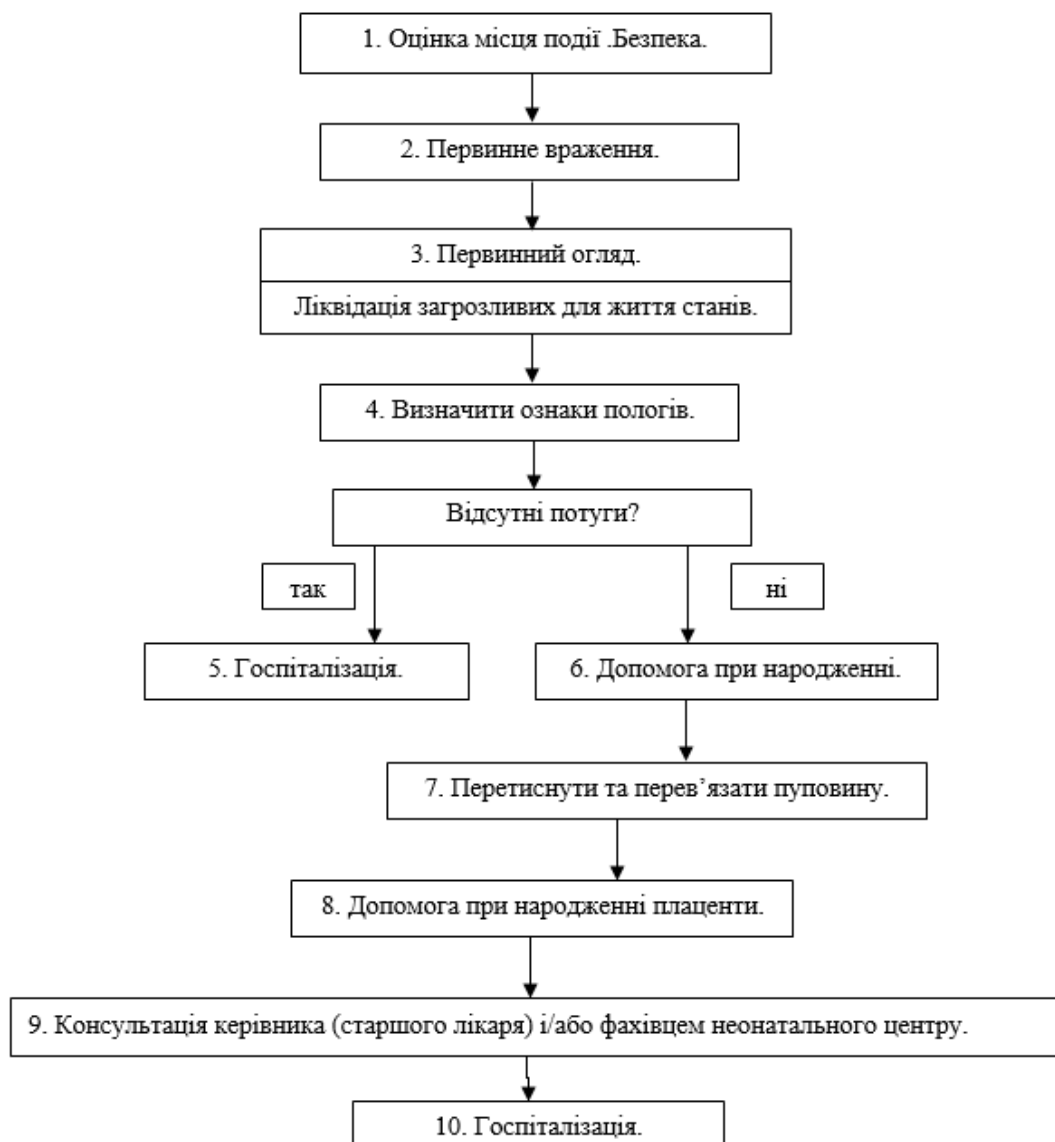 1. Оцінка місця події .Безпека.
2. Первинне враження.
3. Первинний огляд.
Ліквідація загрозливих для життя станів.
4. Визначити ознаки пологів.
Відсутні потуги?
так
ні
5. Госпіталізація.
6. Допомога при народженні.
7. Перетиснути та перев’язати пуповину.
8. Допомога при народженні плаценти.
9. Консультація керівника (старшого лікаря) і/або фахівцем неонатального центру.
10. Госпіталізація.